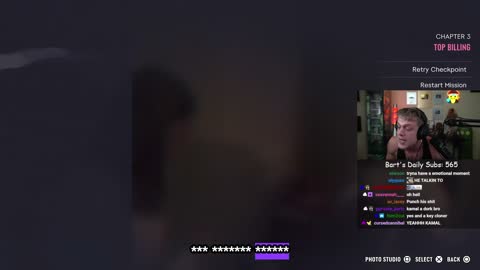 CHAPTER 3
TOP BILLING
Retry Checkpoint
Restart Mission
Bart's Daily Subs: 565
tryna have a emotional moment
HE TALKIN TO
oh hell
Punch his shit
kamal a dork bro
yes and a key cloner
YEAHHH KAMAL
*** ******* ******
PHOTO STUDIO
SELECT
BACK